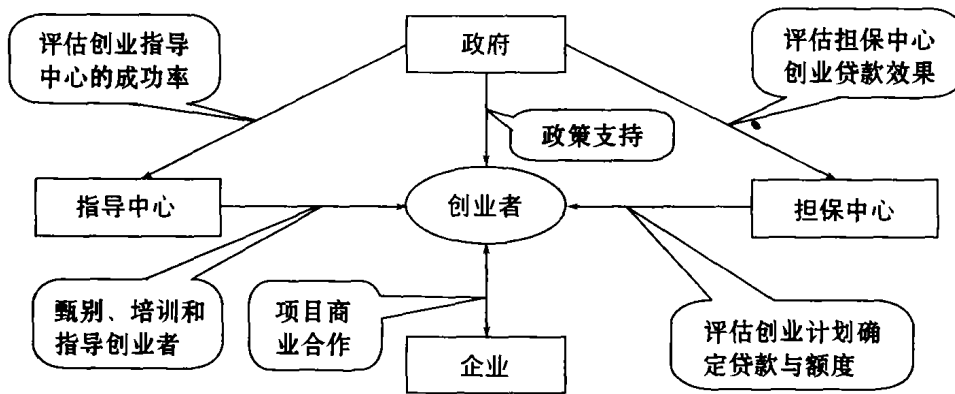 评估创业指导
中心的成功率
政府
评估担保中心
创业贷款效果
政策支持
指导中心
创业者
担保中心
甄别、培训和
指导创业者
项目商
业合作
企业
评估创业计划确
定贷款与额度